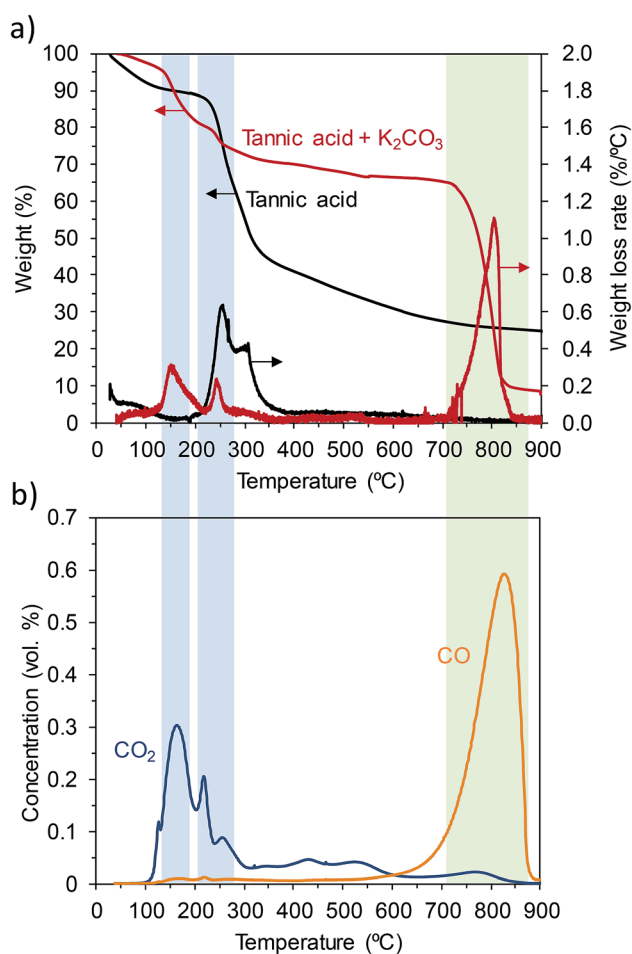 a)
100
90
80
70
60
50
40
30
20
10
0
Weight (%)
2.0
1.8
1.6
1.4
1.2
1.0
0.8
0.6
0.4
0.2
0.0
Weight loss rate (%/ºC)
Tannic acid + K₂CO₃
Tannic acid
0 100 200 300 400 500 600 700 800 900
Temperature (ºC)
b)
0.7
0.6
0.5
0.4
0.3
0.2
0.1
0
Concentration (vol. %)
CO
CO₂
0 100 200 300 400 500 600 700 800 900
Temperature (ºC)